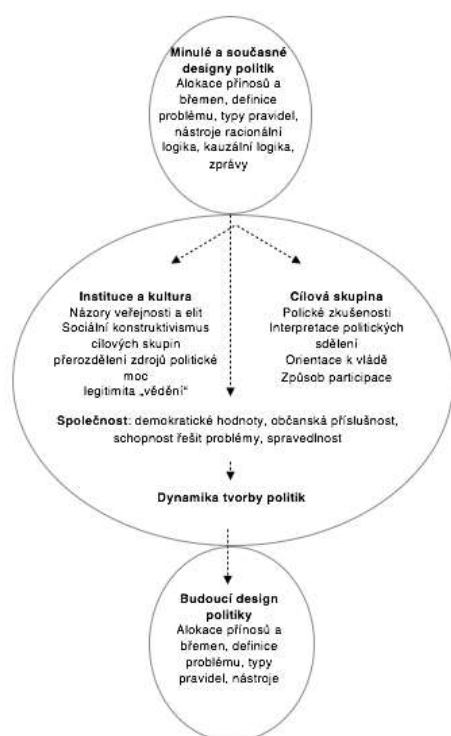 Minulé a současné
designy politik
Alokace přínosů a
břemen, definice
problému, typy pravidel,
nástroje racionální
logika, kauzální logika,
zprávy
Instituce a kultura
Názory veřejnosti a elit
Sociální konstruktivismus
cílových skupin
přerozdělení zdrojů politické
moc
legitimita „vědění“
Cílová skupina
Polické zkušenosti
Interpretace politických
sdělení
Orientace k vládě
Způsob participace
Společnost: demokratické hodnoty, občanská příslušnost,
schopnost řešit problémy, spravedlnost
Dynamika tvorby politik
Budoucí design
politiky
Alokace přínosů a
břemen, definice
problému, typy
pravidel, nástroje